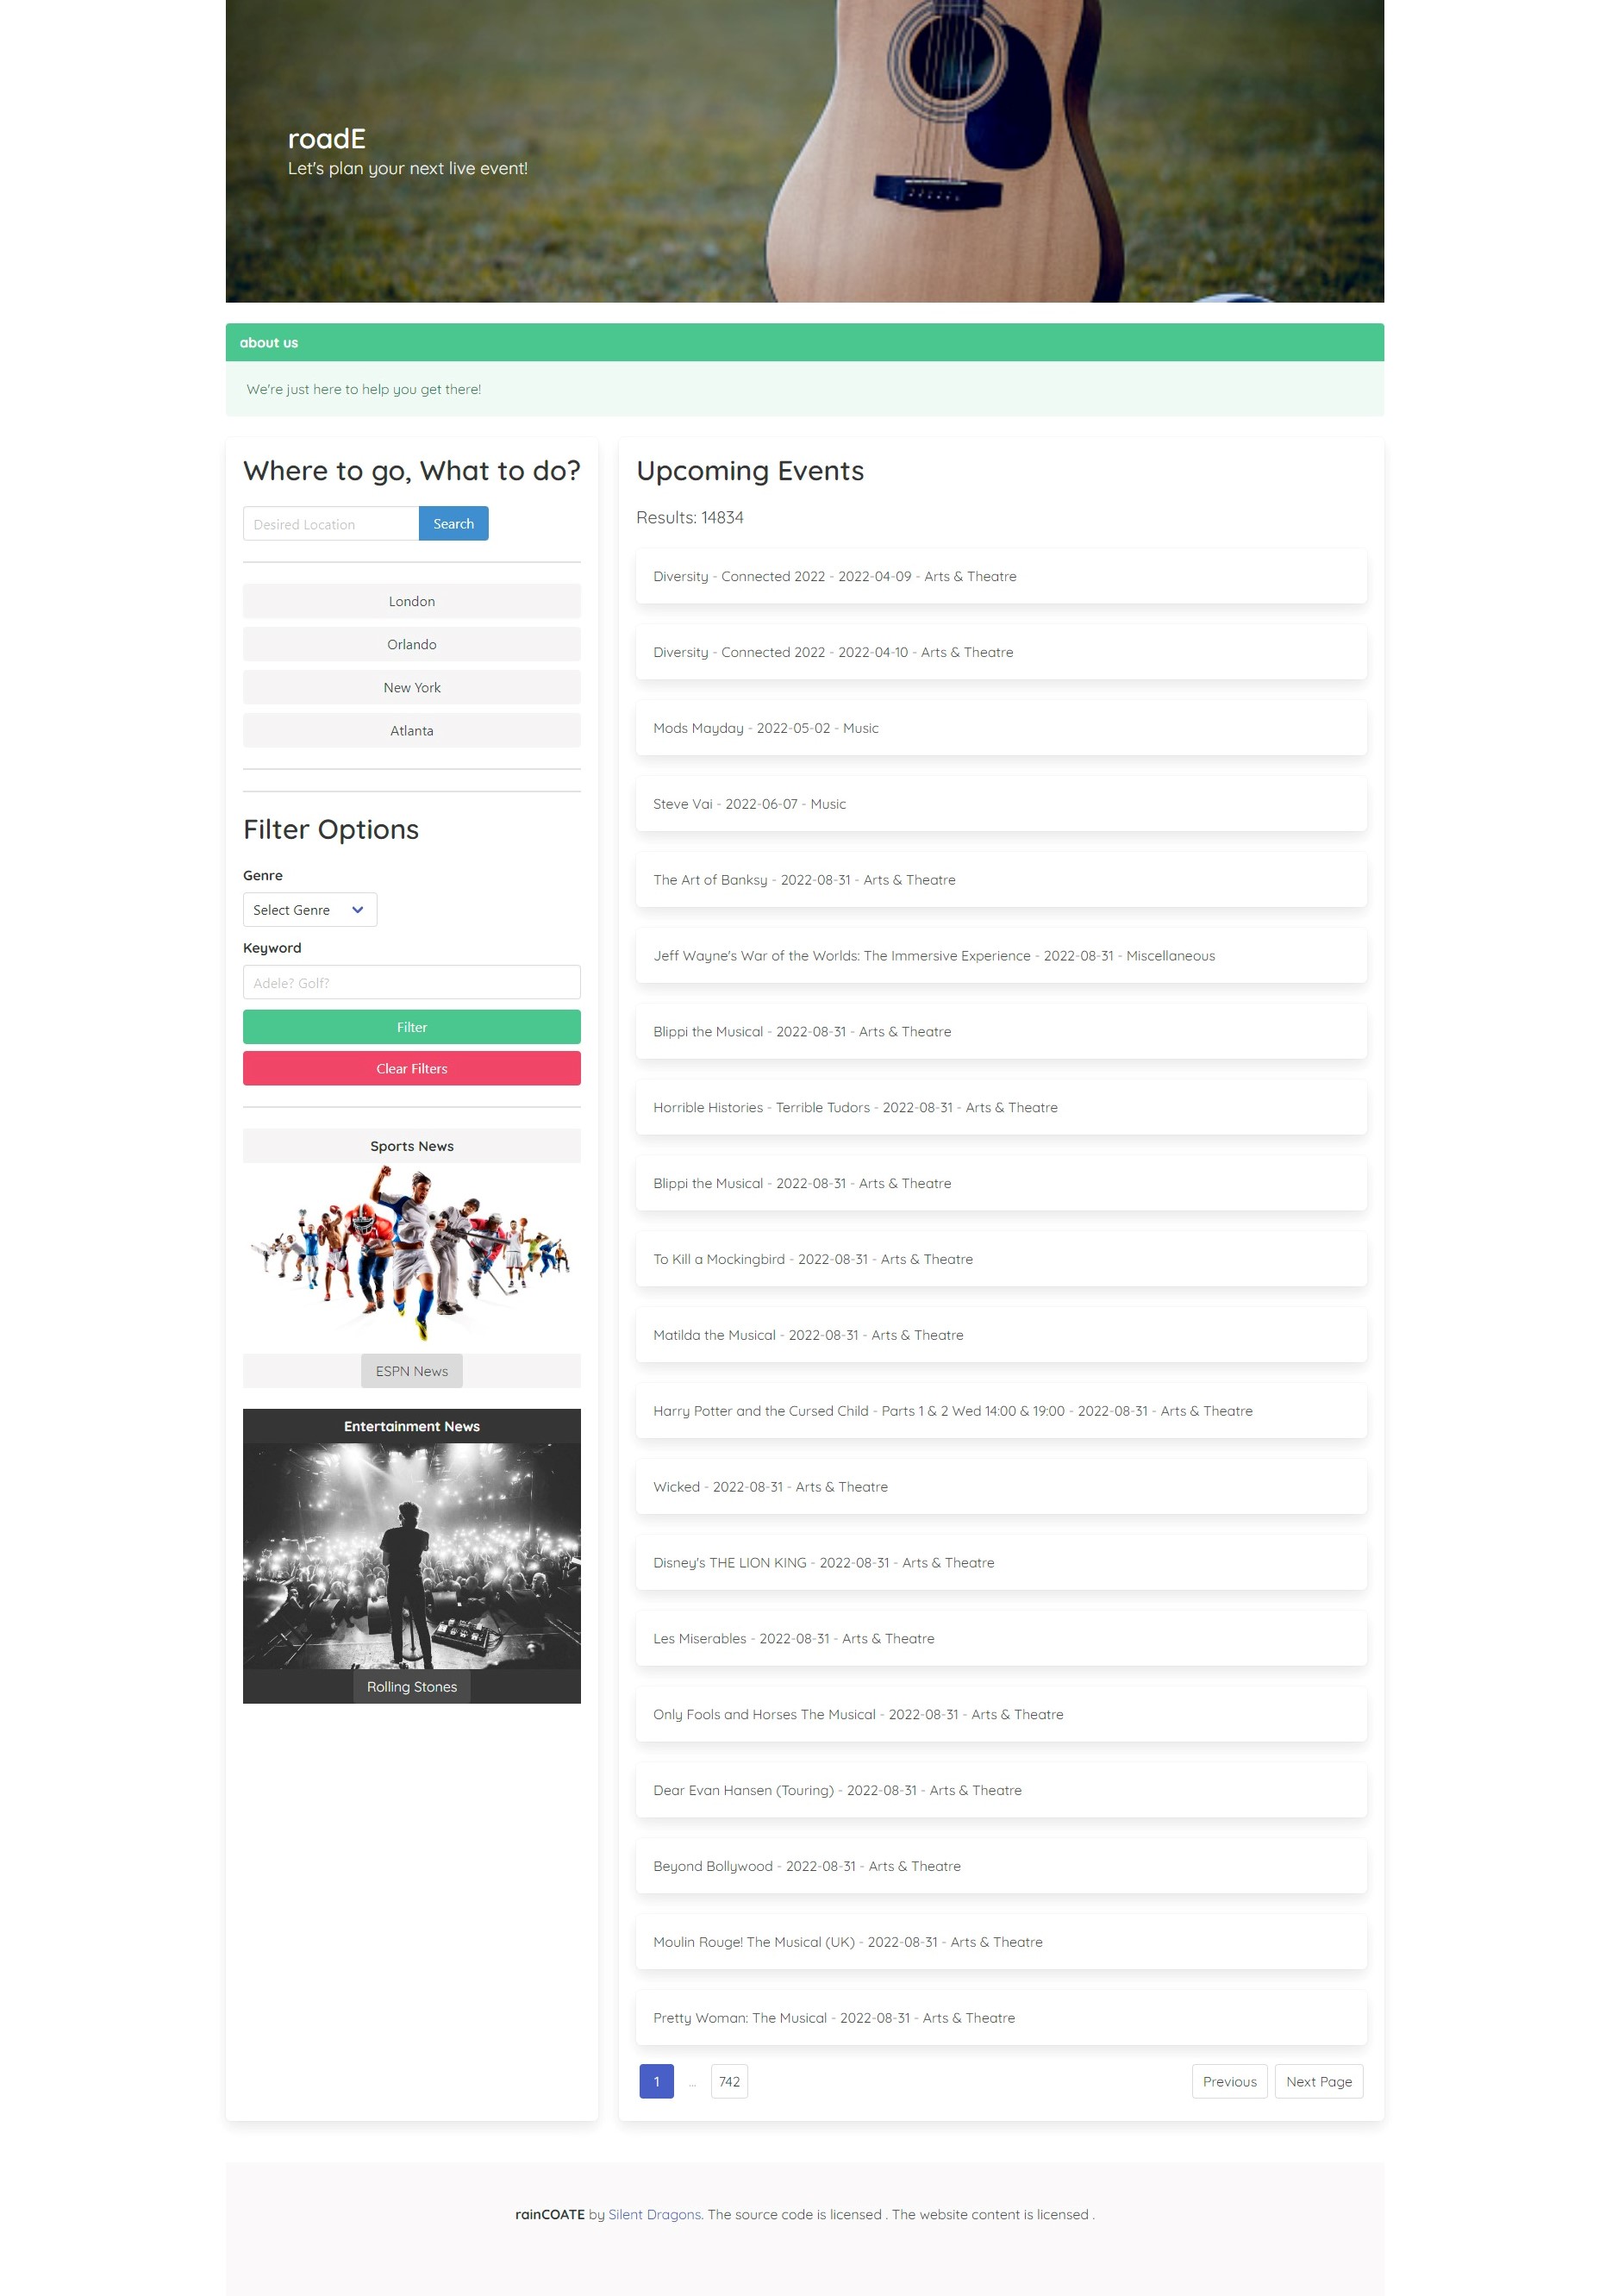 roadE
Let's plan your next live event!
about us
We're just here to help you get there!
Where to go, What to do?
Desired Location
Search
London
Orlando
New York
Atlanta
Filter Options
Genre
Select Genre
Keyword
Adele? Golf?
Filter
Clear Filters
Sports News
ESPN News
Entertainment News
Rolling Stones
Upcoming Events
Results: 14834
Diversity - Connected 2022 - 2022-04-09 - Arts & Theatre
Diversity - Connected 2022 - 2022-04-10 - Arts & Theatre
Mods Mayday - 2022-05-02 - Music
Steve Vai - 2022-06-07 - Music
The Art of Banksy - 2022-08-31 - Arts & Theatre
Jeff Wayne's War of the Worlds: The Immersive Experience - 2022-08-31 - Miscellaneous
Blippi the Musical - 2022-08-31 - Arts & Theatre
Horrible Histories - Terrible Tudors - 2022-08-31 - Arts & Theatre
Blippi the Musical - 2022-08-31 - Arts & Theatre
To Kill a Mockingbird - 2022-08-31 - Arts & Theatre
Matilda the Musical - 2022-08-31 - Arts & Theatre
Harry Potter and the Cursed Child - Parts 1 & 2 Wed 14:00 & 19:00 - 2022-08-31 - Arts & Theatre
Wicked - 2022-08-31 - Arts & Theatre
Disney's THE LION KING - 2022-08-31 - Arts & Theatre
Les Miserables - 2022-08-31 - Arts & Theatre
Only Fools and Horses The Musical - 2022-08-31 - Arts & Theatre
Dear Evan Hansen (Touring) - 2022-08-31 - Arts & Theatre
Beyond Bollywood - 2022-08-31 - Arts & Theatre
Moulin Rouge! The Musical (UK) - 2022-08-31 - Arts & Theatre
Pretty Woman: The Musical - 2022-08-31 - Arts & Theatre
1 … 742 Previous Next Page
rainCOATE by Silent Dragons. The source code is licensed . The website content is licensed .